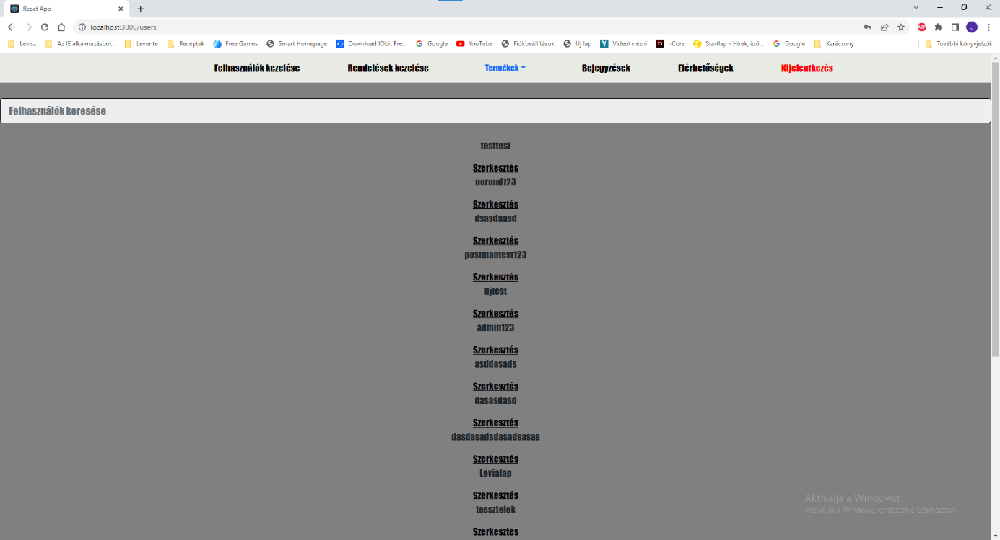 React App
localhost:3000/users
ABP
J
Lévisz
Az IE alkalmazásból...
Levente
Receptek
Free Games
Smart Homepage
Download IObit Fre...
Google
YouTube
Fiókbeállítások
Új lap
Videót nézni
nCore
Startlap - Hírek, idő...
Google
Karácsony
További könyvjelzők
Felhasználók kezelése
Rendelések kezelése
Termékek
Bejegyzések
Elérhetőségek
Kijelentkezés
Felhasználók keresése
testtest
Szerkesztés
normal123
Szerkesztés
dsasdaasd
Szerkesztés
postmantest123
Szerkesztés
ujtest
Szerkesztés
admin123
Szerkesztés
asddasads
Szerkesztés
dasasdasd
Szerkesztés
dasdasadsdasadsasas
Szerkesztés
Levialap
Szerkesztés
tessztelek
Szerkesztés
Aktiválja a Windowst
Aktiválja a Windows rendszert a Gépházban.